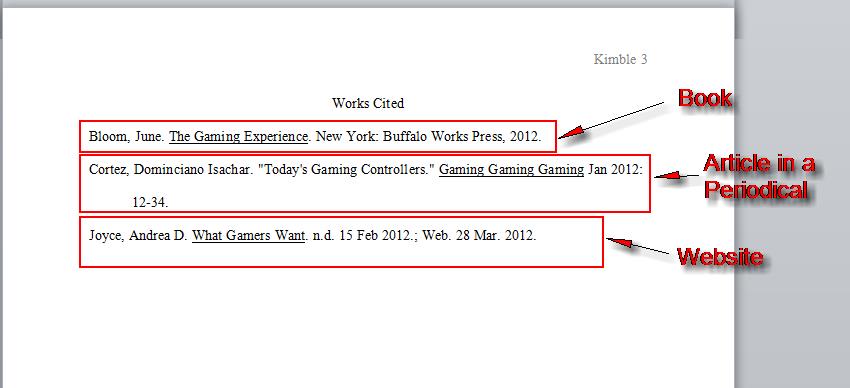 Kimble 3
Works Cited
Book
Bloom, June. The Gaming Experience. New York: Buffalo Works Press, 2012.
Cortez, Dominciano Isachar. "Today's Gaming Controllers." Gaming Gaming Gaming Jan 2012:
12-34.
Article in a
Periodical
Joyce, Andrea D. What Gamers Want. n.d. 15 Feb 2012.; Web. 28 Mar. 2012.
Website